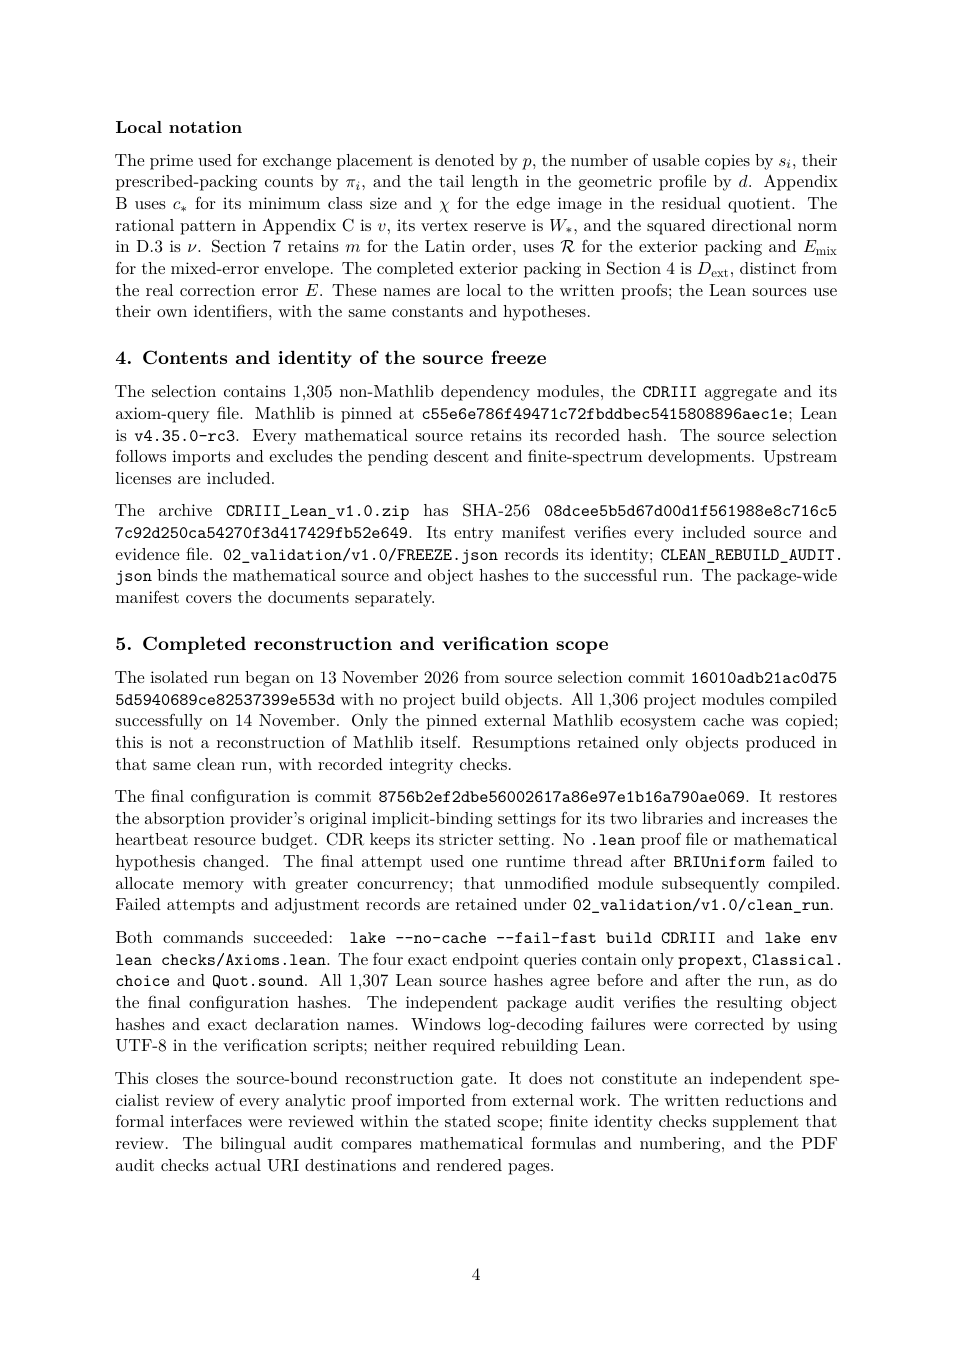 Local notation
The prime used for exchange placement is denoted by p, the number of usable copies by sᵢ, their
prescribed-packing counts by πᵢ, and the tail length in the geometric profile by d. Appendix
B uses c∗ for its minimum class size and χ for the edge image in the residual quotient. The
rational pattern in Appendix C is v, its vertex reserve is W∗, and the squared directional norm
in D.3 is ν. Section 7 retains m for the Latin order, uses ℛ for the exterior packing and E_mix
for the mixed-error envelope. The completed exterior packing in Section 4 is D_ext, distinct from
the real correction error E. These names are local to the written proofs; the Lean sources use
their own identifiers, with the same constants and hypotheses.
4. Contents and identity of the source freeze
The selection contains 1,305 non-Mathlib dependency modules, the CDRIII aggregate and its
axiom-query file. Mathlib is pinned at c55e6e786f49471c72fbddbec5415808896aec1e; Lean
is v4.35.0-rc3. Every mathematical source retains its recorded hash. The source selection
follows imports and excludes the pending descent and finite-spectrum developments. Upstream
licenses are included.
The archive CDRIII_Lean_v1.0.zip has SHA-256 08dcee5b5d67d00d1f561988e8c716c5
7c92d250ca54270f3d417429fb52e649. Its entry manifest verifies every included source and
evidence file. 02_validation/v1.0/FREEZE.json records its identity; CLEAN_REBUILD_AUDIT.
json binds the mathematical source and object hashes to the successful run. The package-wide
manifest covers the documents separately.
5. Completed reconstruction and verification scope
The isolated run began on 13 November 2026 from source selection commit 16010adb21ac0d75
5d5940689ce82537399e553d with no project build objects. All 1,306 project modules compiled
successfully on 14 November. Only the pinned external Mathlib ecosystem cache was copied;
this is not a reconstruction of Mathlib itself. Resumptions retained only objects produced in
that same clean run, with recorded integrity checks.
The final configuration is commit 8756b2ef2dbe56002617a86e97e1b16a790ae069. It restores
the absorption provider's original implicit-binding settings for its two libraries and increases the
heartbeat resource budget. CDR keeps its stricter setting. No .lean proof file or mathematical
hypothesis changed. The final attempt used one runtime thread after BRIUniform failed to
allocate memory with greater concurrency; that unmodified module subsequently compiled.
Failed attempts and adjustment records are retained under 02_validation/v1.0/clean_run.
Both commands succeeded: lake --no-cache --fail-fast build CDRIII and lake env
lean checks/Axioms.lean. The four exact endpoint queries contain only propext, Classical.
choice and Quot.sound. All 1,307 Lean source hashes agree before and after the run, as do
the final configuration hashes. The independent package audit verifies the resulting object
hashes and exact declaration names. Windows log-decoding failures were corrected by using
UTF-8 in the verification scripts; neither required rebuilding Lean.
This closes the source-bound reconstruction gate. It does not constitute an independent spe-
cialist review of every analytic proof imported from external work. The written reductions and
formal interfaces were reviewed within the stated scope; finite identity checks supplement that
review. The bilingual audit compares mathematical formulas and numbering, and the PDF
audit checks actual URI destinations and rendered pages.
4